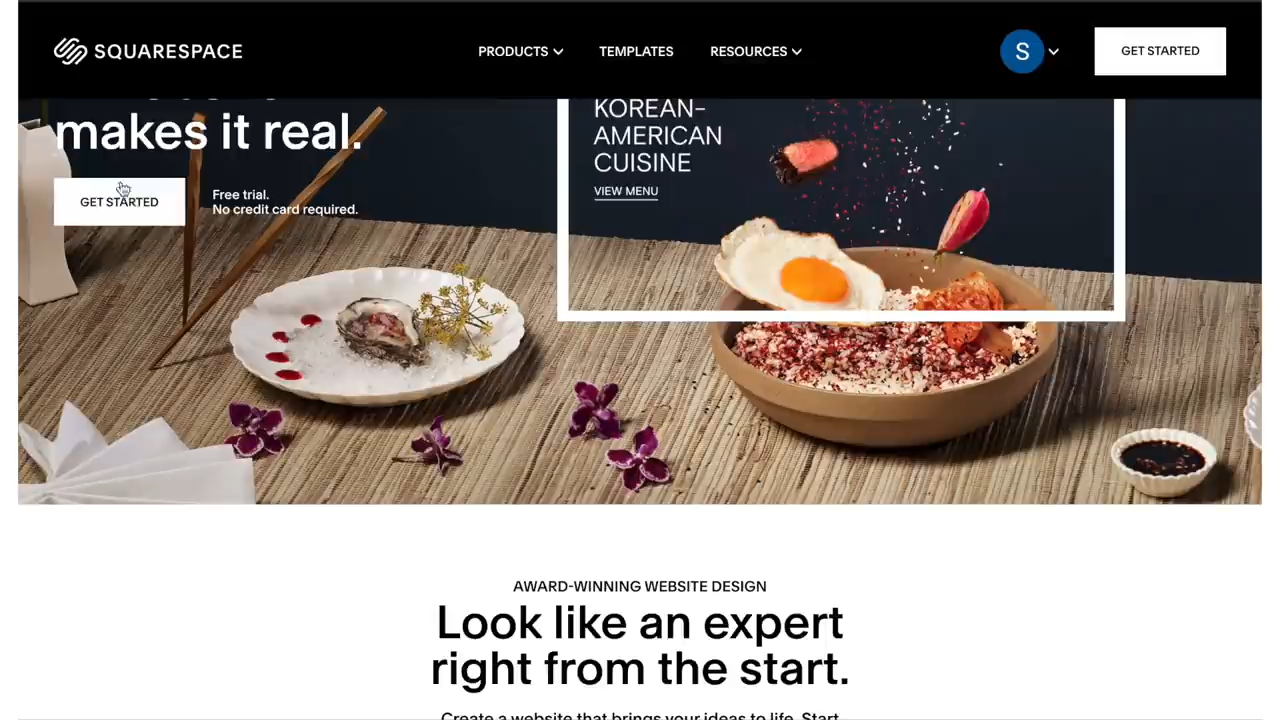 SQUARESPACE
PRODUCTS
TEMPLATES
RESOURCES
S
GET STARTED
makes it real.
GET STARTED
Free trial.
No credit card required.
KOREAN-
AMERICAN
CUISINE
VIEW MENU
AWARD-WINNING WEBSITE DESIGN
Look like an expert
right from the start.
Create a website that brings your ideas to life. Start